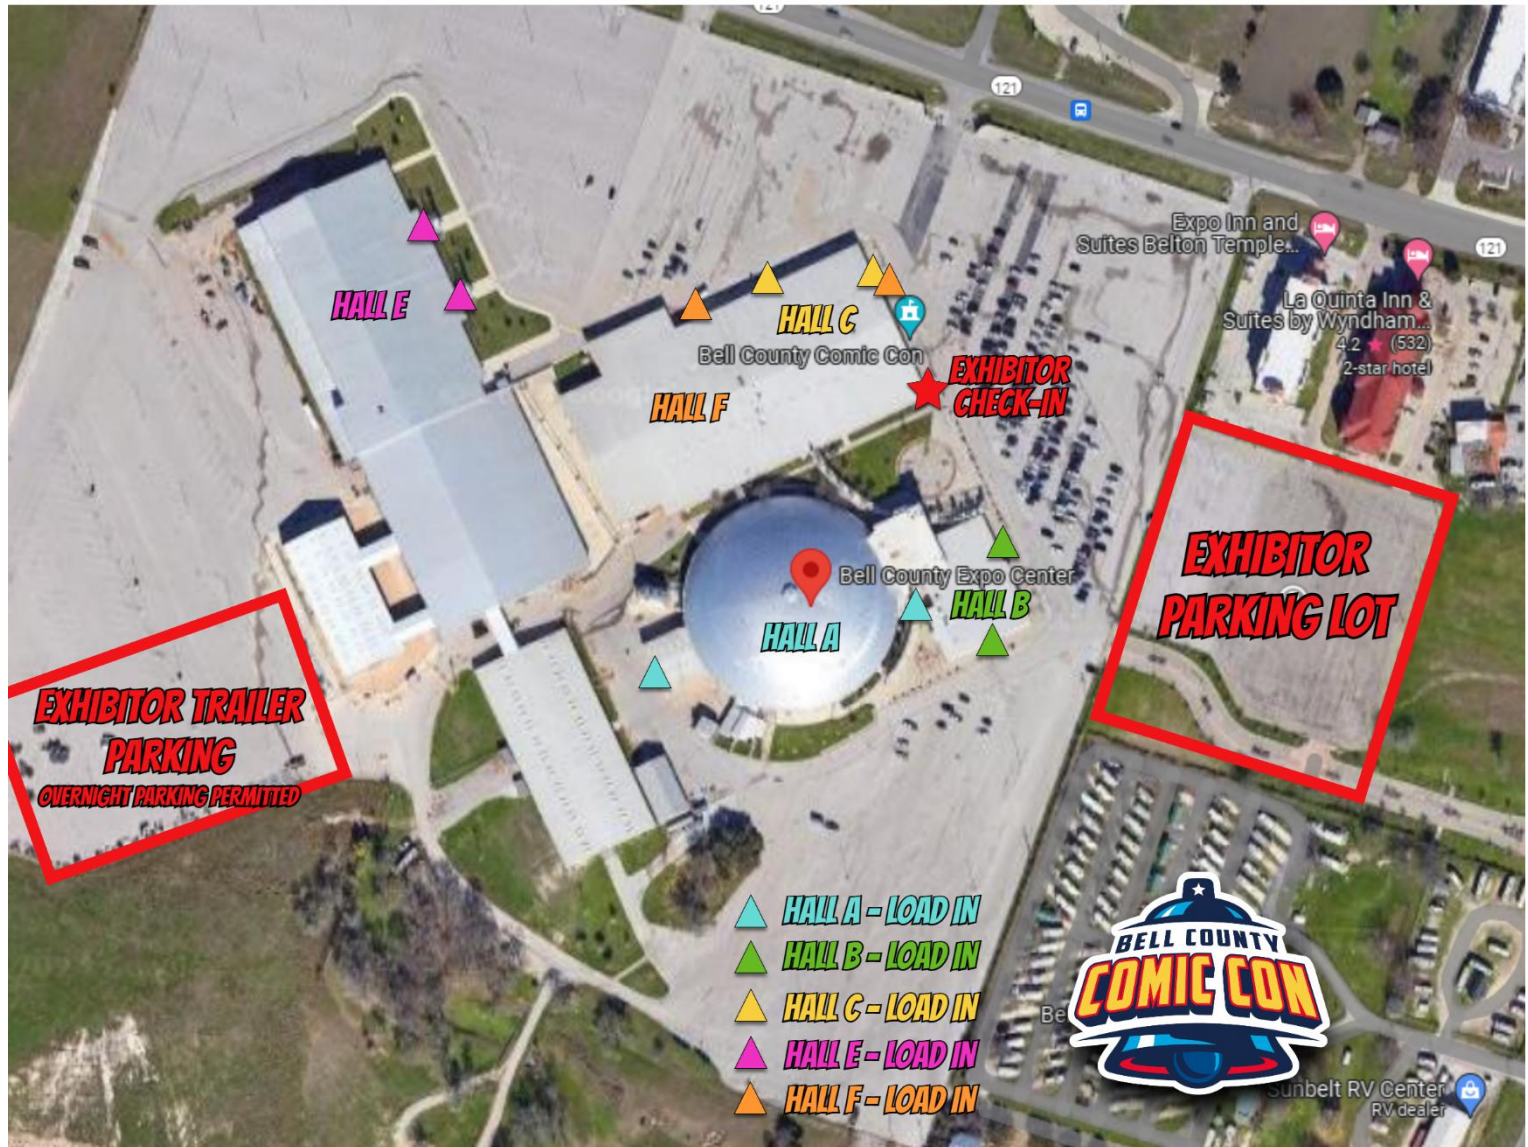 121
121
121
Expo Inn and
Suites Belton Temple...
La Quinta Inn &
Suites by Wyndham...
4.2 ★ (532)
2-star hotel
HALL E
HALL C
Bell County Comic Con
EXHIBITOR
CHECK-IN
HALL F
EXHIBITOR
PARKING LOT
Bell County Expo Center
HALL B
HALL A
EXHIBITOR TRAILER
PARKING
OVERNIGHT PARKING PERMITTED
HALL A - LOAD IN
HALL B - LOAD IN
HALL C - LOAD IN
HALL E - LOAD IN
HALL F - LOAD IN
BELL COUNTY
COMIC CON
Be
Sunbelt RV Center
RV dealer